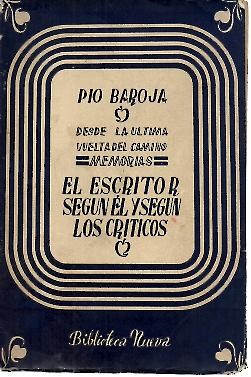 PIO BAROJA
DESDE LA ULTIMA
VUELTA DEL CAMINO
MEMORIAS
EL ESCRITOR
SEGUN ÉL Y SEGUN
LOS CRITICOS
Biblioteca Nueva